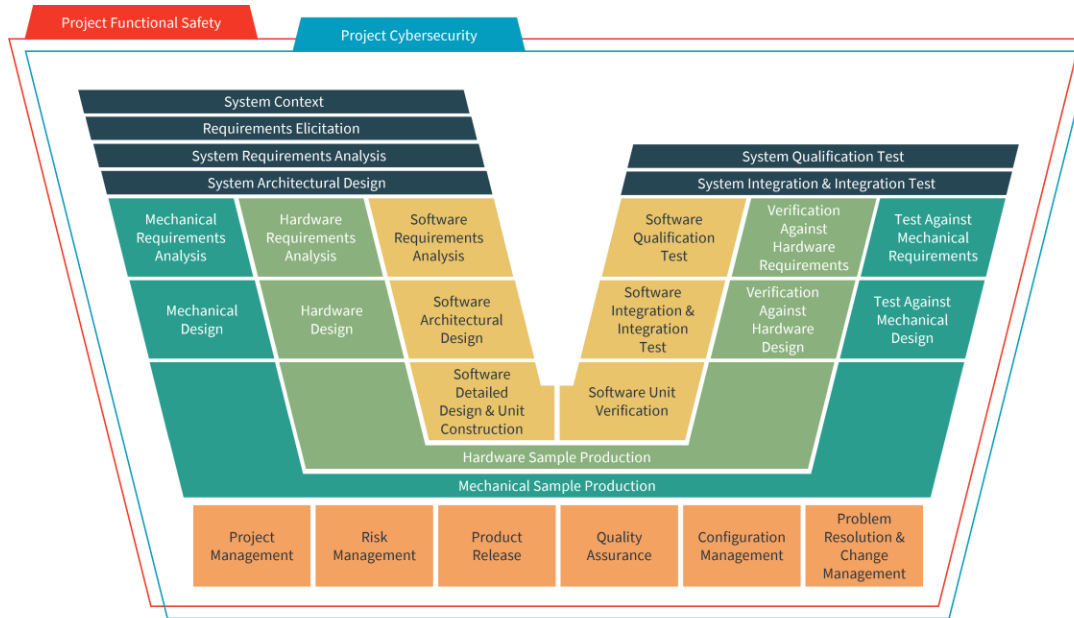 Project Functional Safety
Project Cybersecurity
System Context
Requirements Elicitation
System Requirements Analysis
System Architectural Design
System Qualification Test
System Integration & Integration Test
Mechanical
Requirements
Analysis
Hardware
Requirements
Analysis
Software
Requirements
Analysis
Software
Qualification
Test
Verification
Against
Hardware
Requirements
Test Against
Mechanical
Requirements
Mechanical
Design
Hardware
Design
Software
Architectural
Design
Software
Integration &
Integration
Test
Verification
Against
Hardware
Design
Test Against
Mechanical
Design
Software
Detailed
Design & Unit
Construction
Software Unit
Verification
Hardware Sample Production
Mechanical Sample Production
Project
Management
Risk
Management
Product
Release
Quality
Assurance
Configuration
Management
Problem
Resolution &
Change
Management